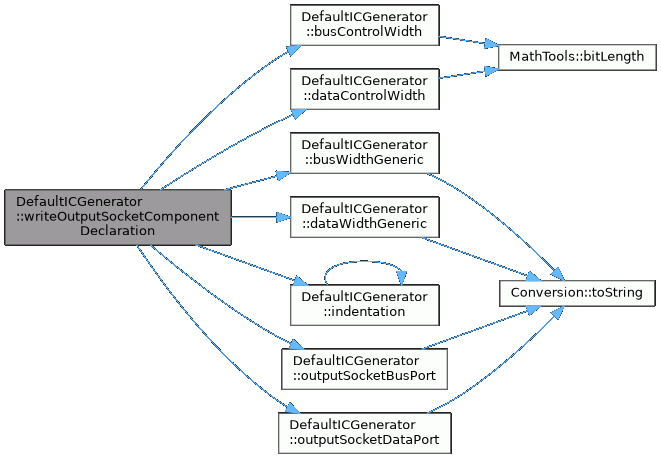 DefaultICGenerator
::writeOutputSocketComponent
Declaration
DefaultICGenerator
::busControlWidth
DefaultICGenerator
::dataControlWidth
DefaultICGenerator
::busWidthGeneric
DefaultICGenerator
::dataWidthGeneric
DefaultICGenerator
::indentation
DefaultICGenerator
::outputSocketBusPort
DefaultICGenerator
::outputSocketDataPort
MathTools::bitLength
Conversion::toString